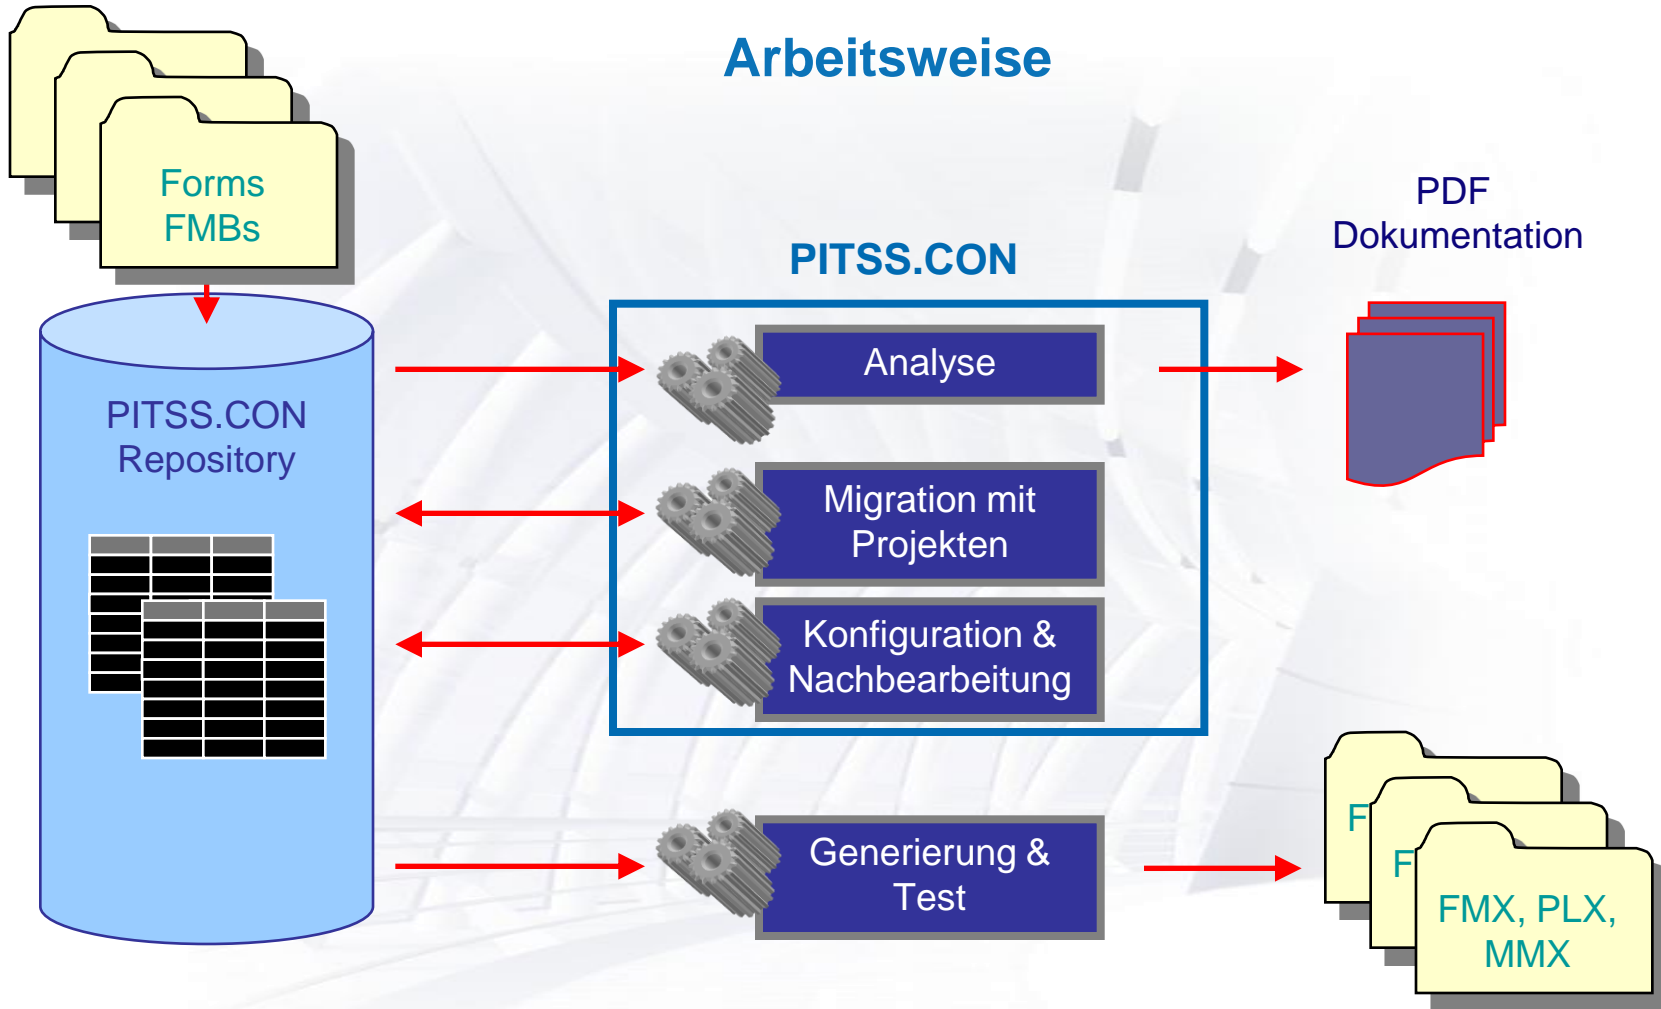 Arbeitsweise
Forms
FMBs
PITSS.CON
Repository
PITSS.CON
Analyse
Migration mit
Projekten
Konfiguration &
Nachbearbeitung
Generierung &
Test
PDF
Dokumentation
F
F
FMX, PLX,
MMX